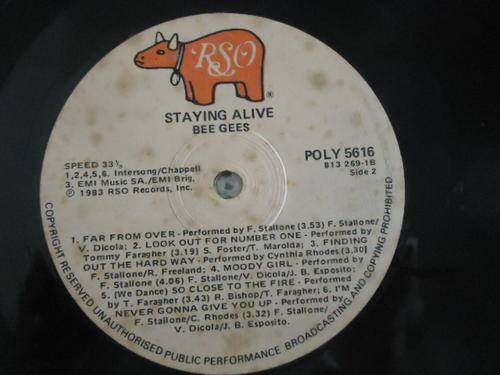 RSO
®
STAYING ALIVE
BEE GEES
SPEED 33⅓
1,2,4,5,6. Intersong/Chappell
3. EMI Music SA./EMI Brig.
℗ 1983 RSO Records, Inc.
POLY 5616
813 269-1B
Side 2
1. FAR FROM OVER - Performed by F. Stallone (3.53) F. Stallone/
V. Dicola; 2. LOOK OUT FOR NUMBER ONE - Performed by
Tommy Faragher (3.19) S. Foster/T. Marolda; 3. FINDING
OUT THE HARD WAY - Performed by Cynthia Rhodes (3.30)
F. Stallone/R. Freeland; 4. MOODY GIRL - Performed by
F. Stallone (4.06) F. Stallone/V. Dicola/J. B. Esposito;
5. (We Dance) SO CLOSE TO THE FIRE - Performed
by T. Faragher (3.43) R. Bishop/T. Faragher; 6. I'M
NEVER GONNA GIVE YOU UP - Performed by
F. Stallone/C. Rhodes (3.32) F. Stallone/
V. Dicola/J. B. Esposito.
COPYRIGHT RESERVED UNAUTHORISED PUBLIC PERFORMANCE BROADCASTING AND COPYING PROHIBITED